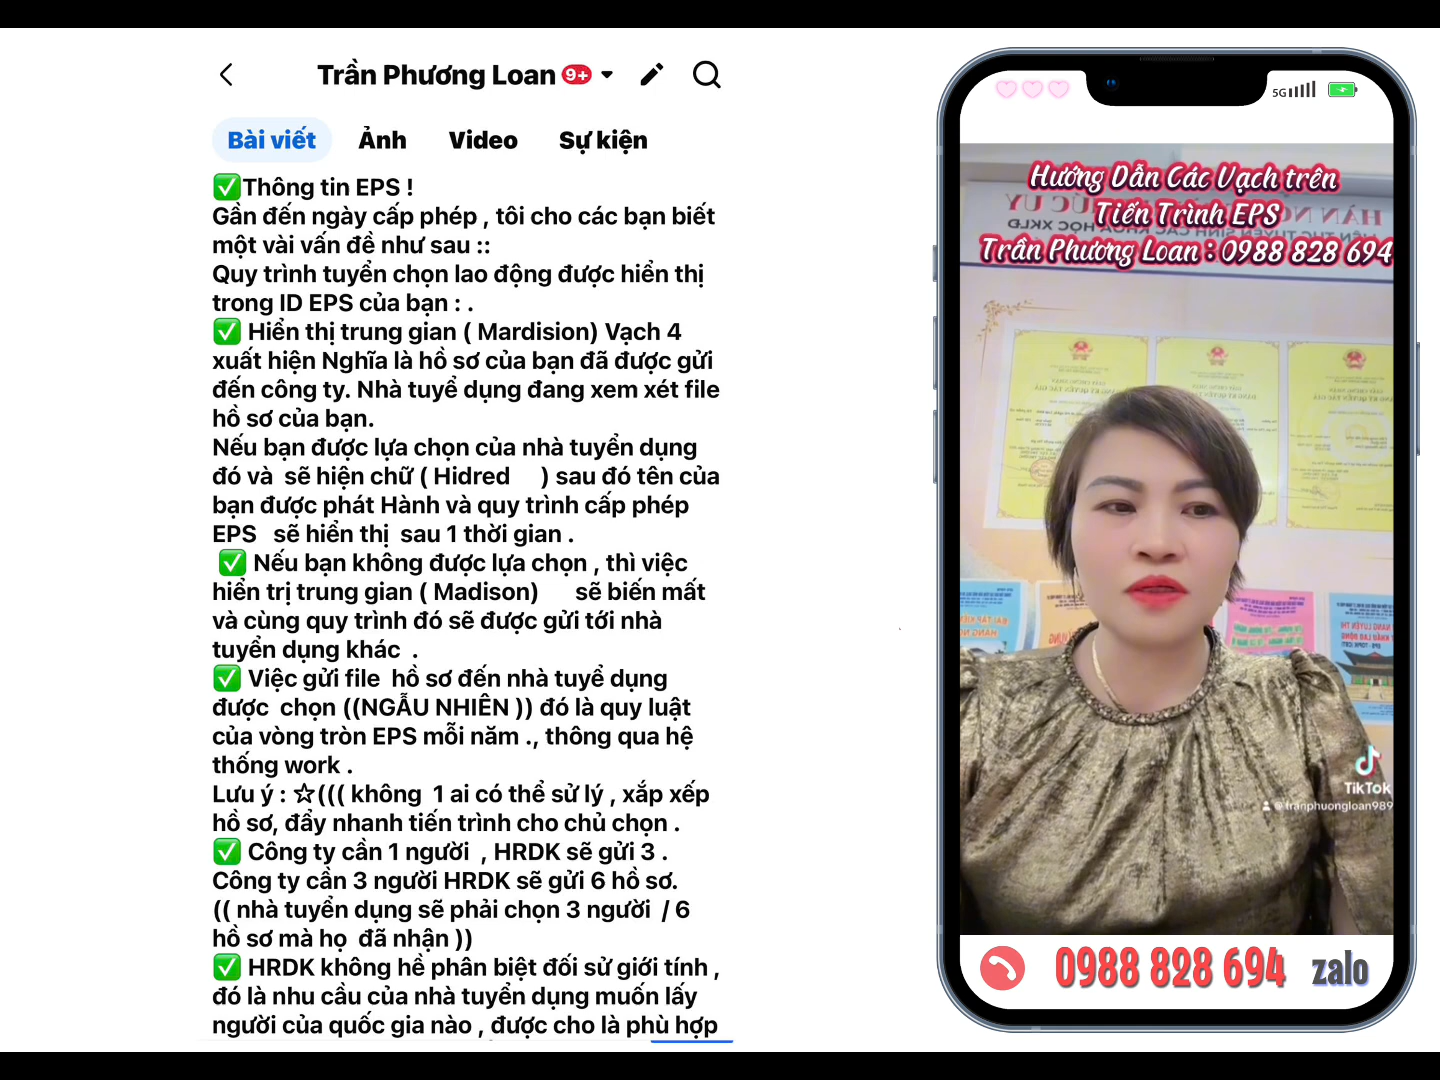 Trần Phương Loan 9+
Bài viết Ảnh Video Sự kiện
✅Thông tin EPS !
Gần đến ngày cấp phép , tôi cho các bạn biết
một vài vấn đề như sau ::
Quy trình tuyển chọn lao động được hiển thị
trong ID EPS của bạn : .
✅ Hiển thị trung gian ( Mardision) Vạch 4
xuất hiện Nghĩa là hồ sơ của bạn đã được gửi
đến công ty. Nhà tuyể dụng đang xem xét file
hồ sơ của bạn.
Nếu bạn được lựa chọn của nhà tuyển dụng
đó và sẽ hiện chữ ( Hidred ) sau đó tên của
bạn được phát Hành và quy trình cấp phép
EPS sẽ hiển thị sau 1 thời gian .
✅ Nếu bạn không được lựa chọn , thì việc
hiển trị trung gian ( Madison) sẽ biến mất
và cùng quy trình đó sẽ được gửi tới nhà
tuyển dụng khác .
✅ Việc gửi file hồ sơ đến nhà tuyể dụng
được chọn ((NGẪU NHIÊN )) đó là quy luật
của vòng tròn EPS mỗi năm ., thông qua hệ
thống work .
Lưu ý : ☆((( không 1 ai có thể sử lý , xắp xếp
hồ sơ, đẩy nhanh tiến trình cho chủ chọn .
✅ Công ty cần 1 người , HRDK sẽ gửi 3 .
Công ty cần 3 người HRDK sẽ gửi 6 hồ sơ.
(( nhà tuyển dụng sẽ phải chọn 3 người / 6
hồ sơ mà họ đã nhận ))
✅ HRDK không hề phân biệt đối sử giới tính ,
đó là nhu cầu của nhà tuyển dụng muốn lấy
người của quốc gia nào , được cho là phù hợp
5G
Hướng Dẫn Các Vạch trên
Tiến Trình EPS
Trần Phương Loan : 0988 828 694
TikTok
@tranphuongloan989
0988 828 694 zalo